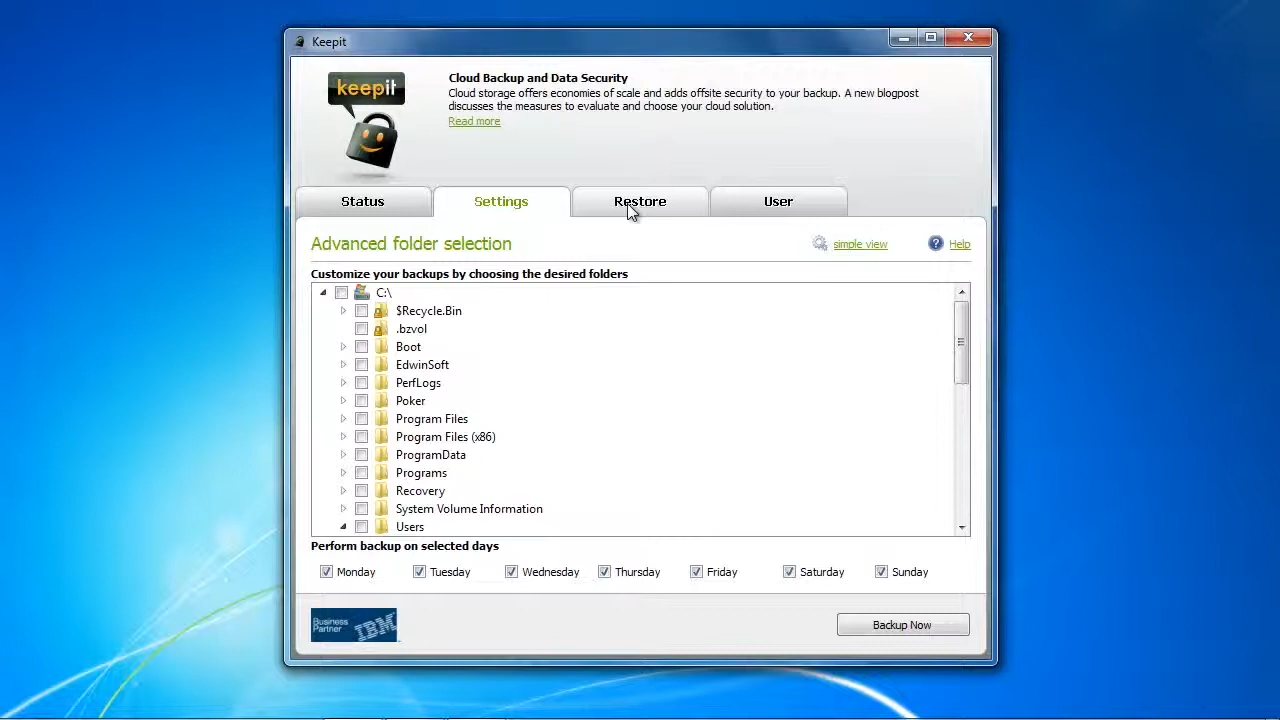 Keepit
keepit
Cloud Backup and Data Security
Cloud storage offers economies of scale and adds offsite security to your backup. A new blogpost
discusses the measures to evaluate and choose your cloud solution.
Read more
Status
Settings
Restore
User
Advanced folder selection
simple view
Help
Customize your backups by choosing the desired folders
C:\
$Recycle.Bin
.bzvol
Boot
EdwinSoft
PerfLogs
Poker
Program Files
Program Files (x86)
ProgramData
Programs
Recovery
System Volume Information
Users
Perform backup on selected days
Monday
Tuesday
Wednesday
Thursday
Friday
Saturday
Sunday
Business
Partner
IBM
Backup Now